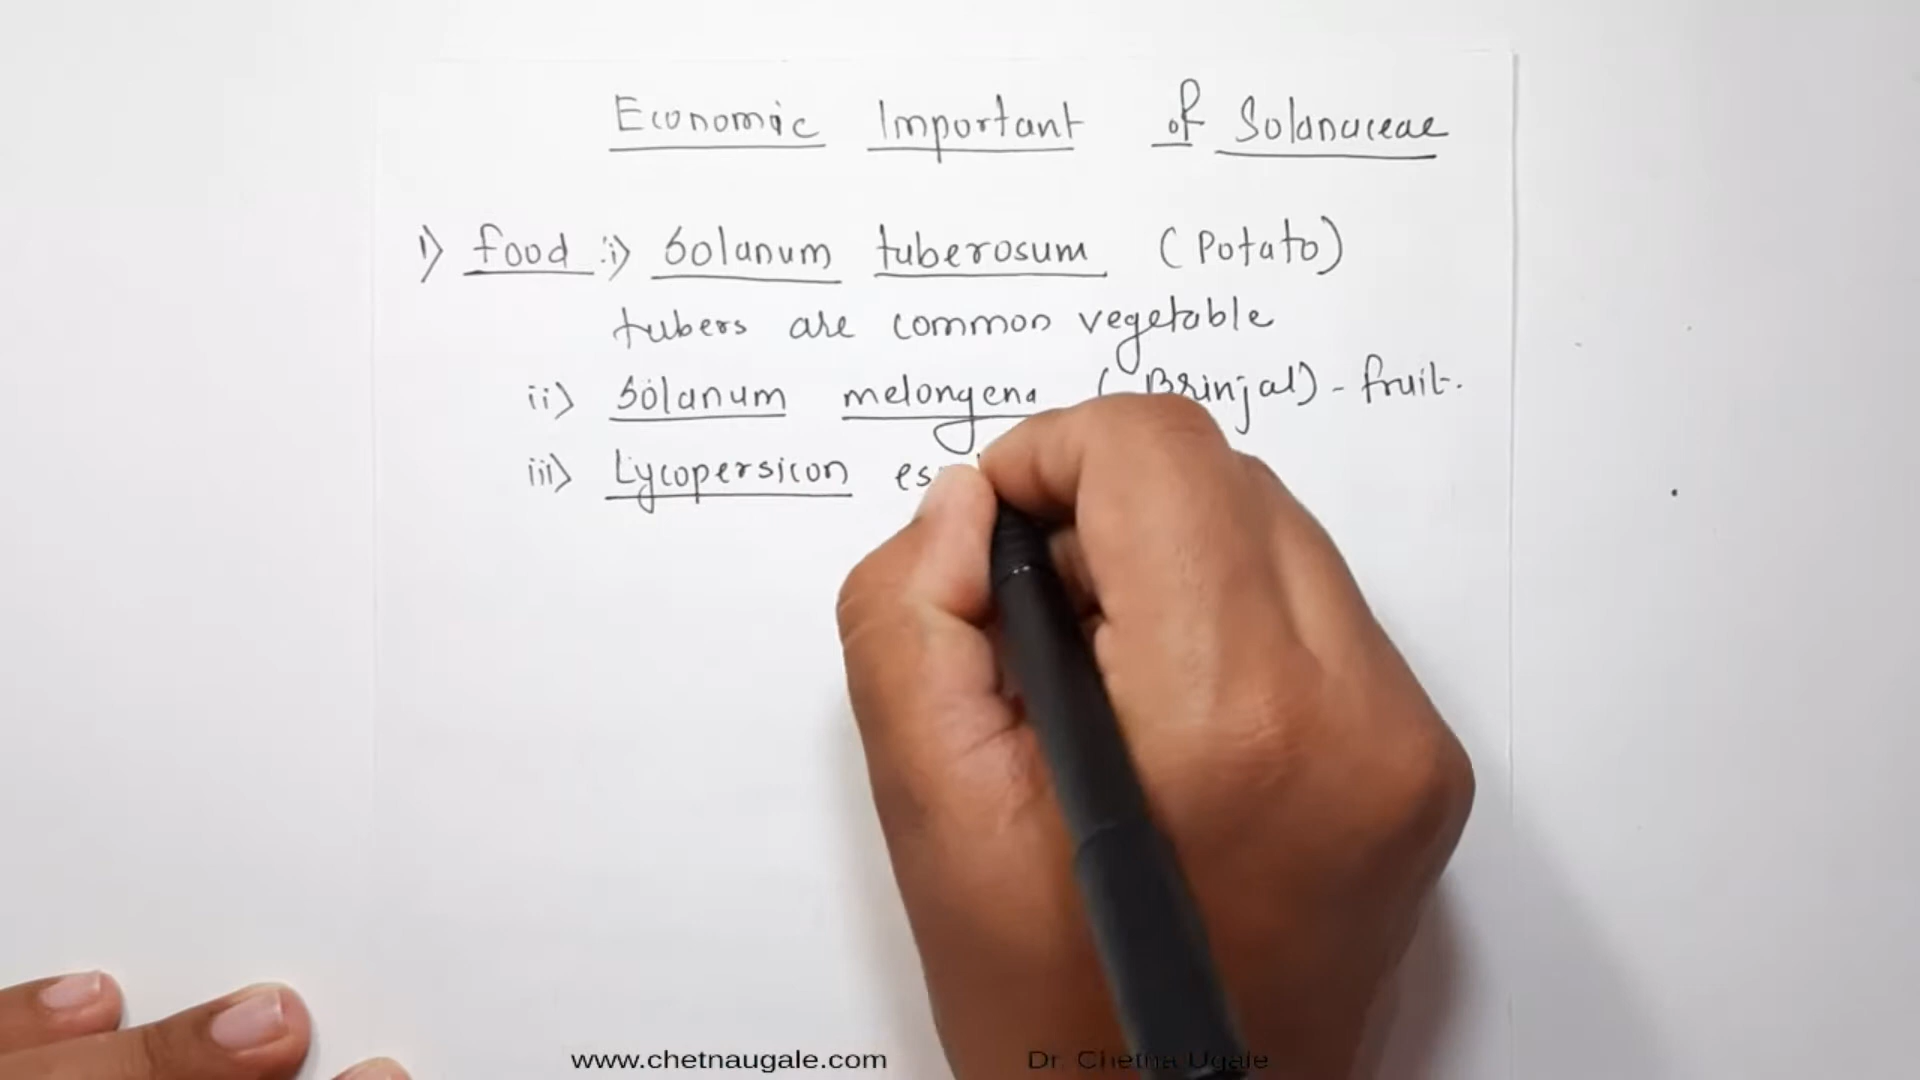 Economic Important of Solanaceae
1) food :i) Solanum tuberosum (Potato)
tubers are common vegetable
ii) Solanum melongena (Brinjal) - fruit.
iii) Lycopersicon es
www.chetnaugale.com Dr. Chetna Ugale